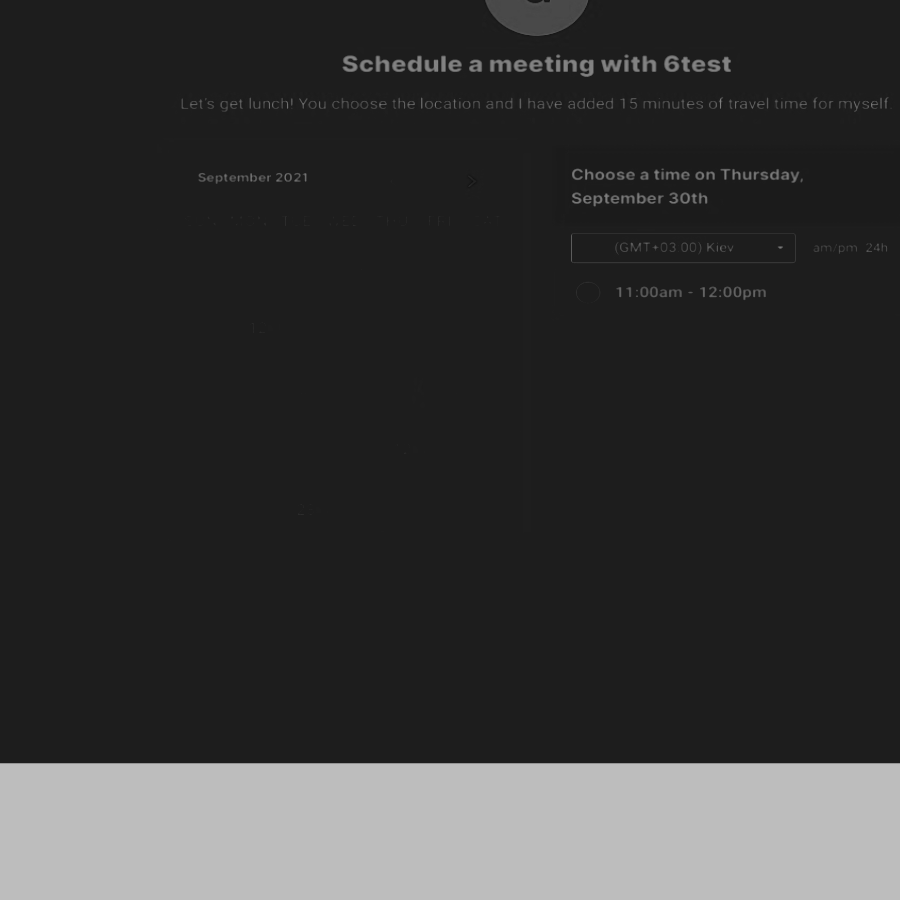 Schedule a meeting with 6test
Let's get lunch! You choose the location and I have added 15 minutes of travel time for myself.
September 2021
Choose a time on Thursday,
September 30th
(GMT+03:00) Kiev
am/pm 24h
11:00am - 12:00pm